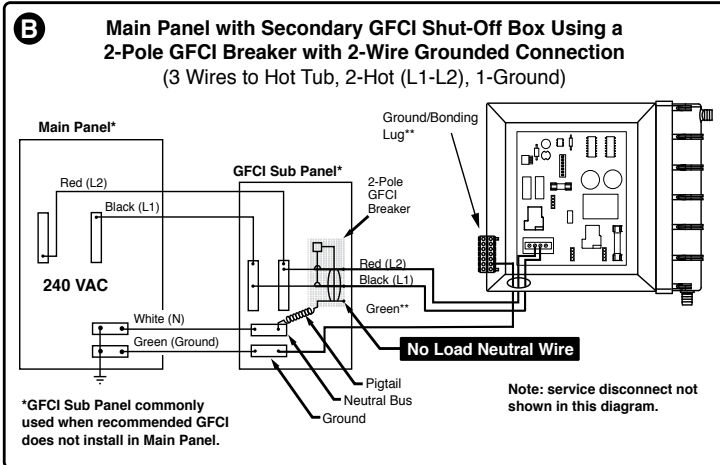 B
Main Panel with Secondary GFCI Shut-Off Box Using a
2-Pole GFCI Breaker with 2-Wire Grounded Connection
(3 Wires to Hot Tub, 2-Hot (L1-L2), 1-Ground)
Main Panel*
Red (L2)
Black (L1)
240 VAC
White (N)
Green (Ground)
GFCI Sub Panel*
2-Pole
GFCI
Breaker
Ground/Bonding
Lug**
Red (L2)
Black (L1)
Green**
No Load Neutral Wire
Pigtail
Neutral Bus
Ground
*GFCI Sub Panel commonly
used when recommended GFCI
does not install in Main Panel.
Note: service disconnect not
shown in this diagram.